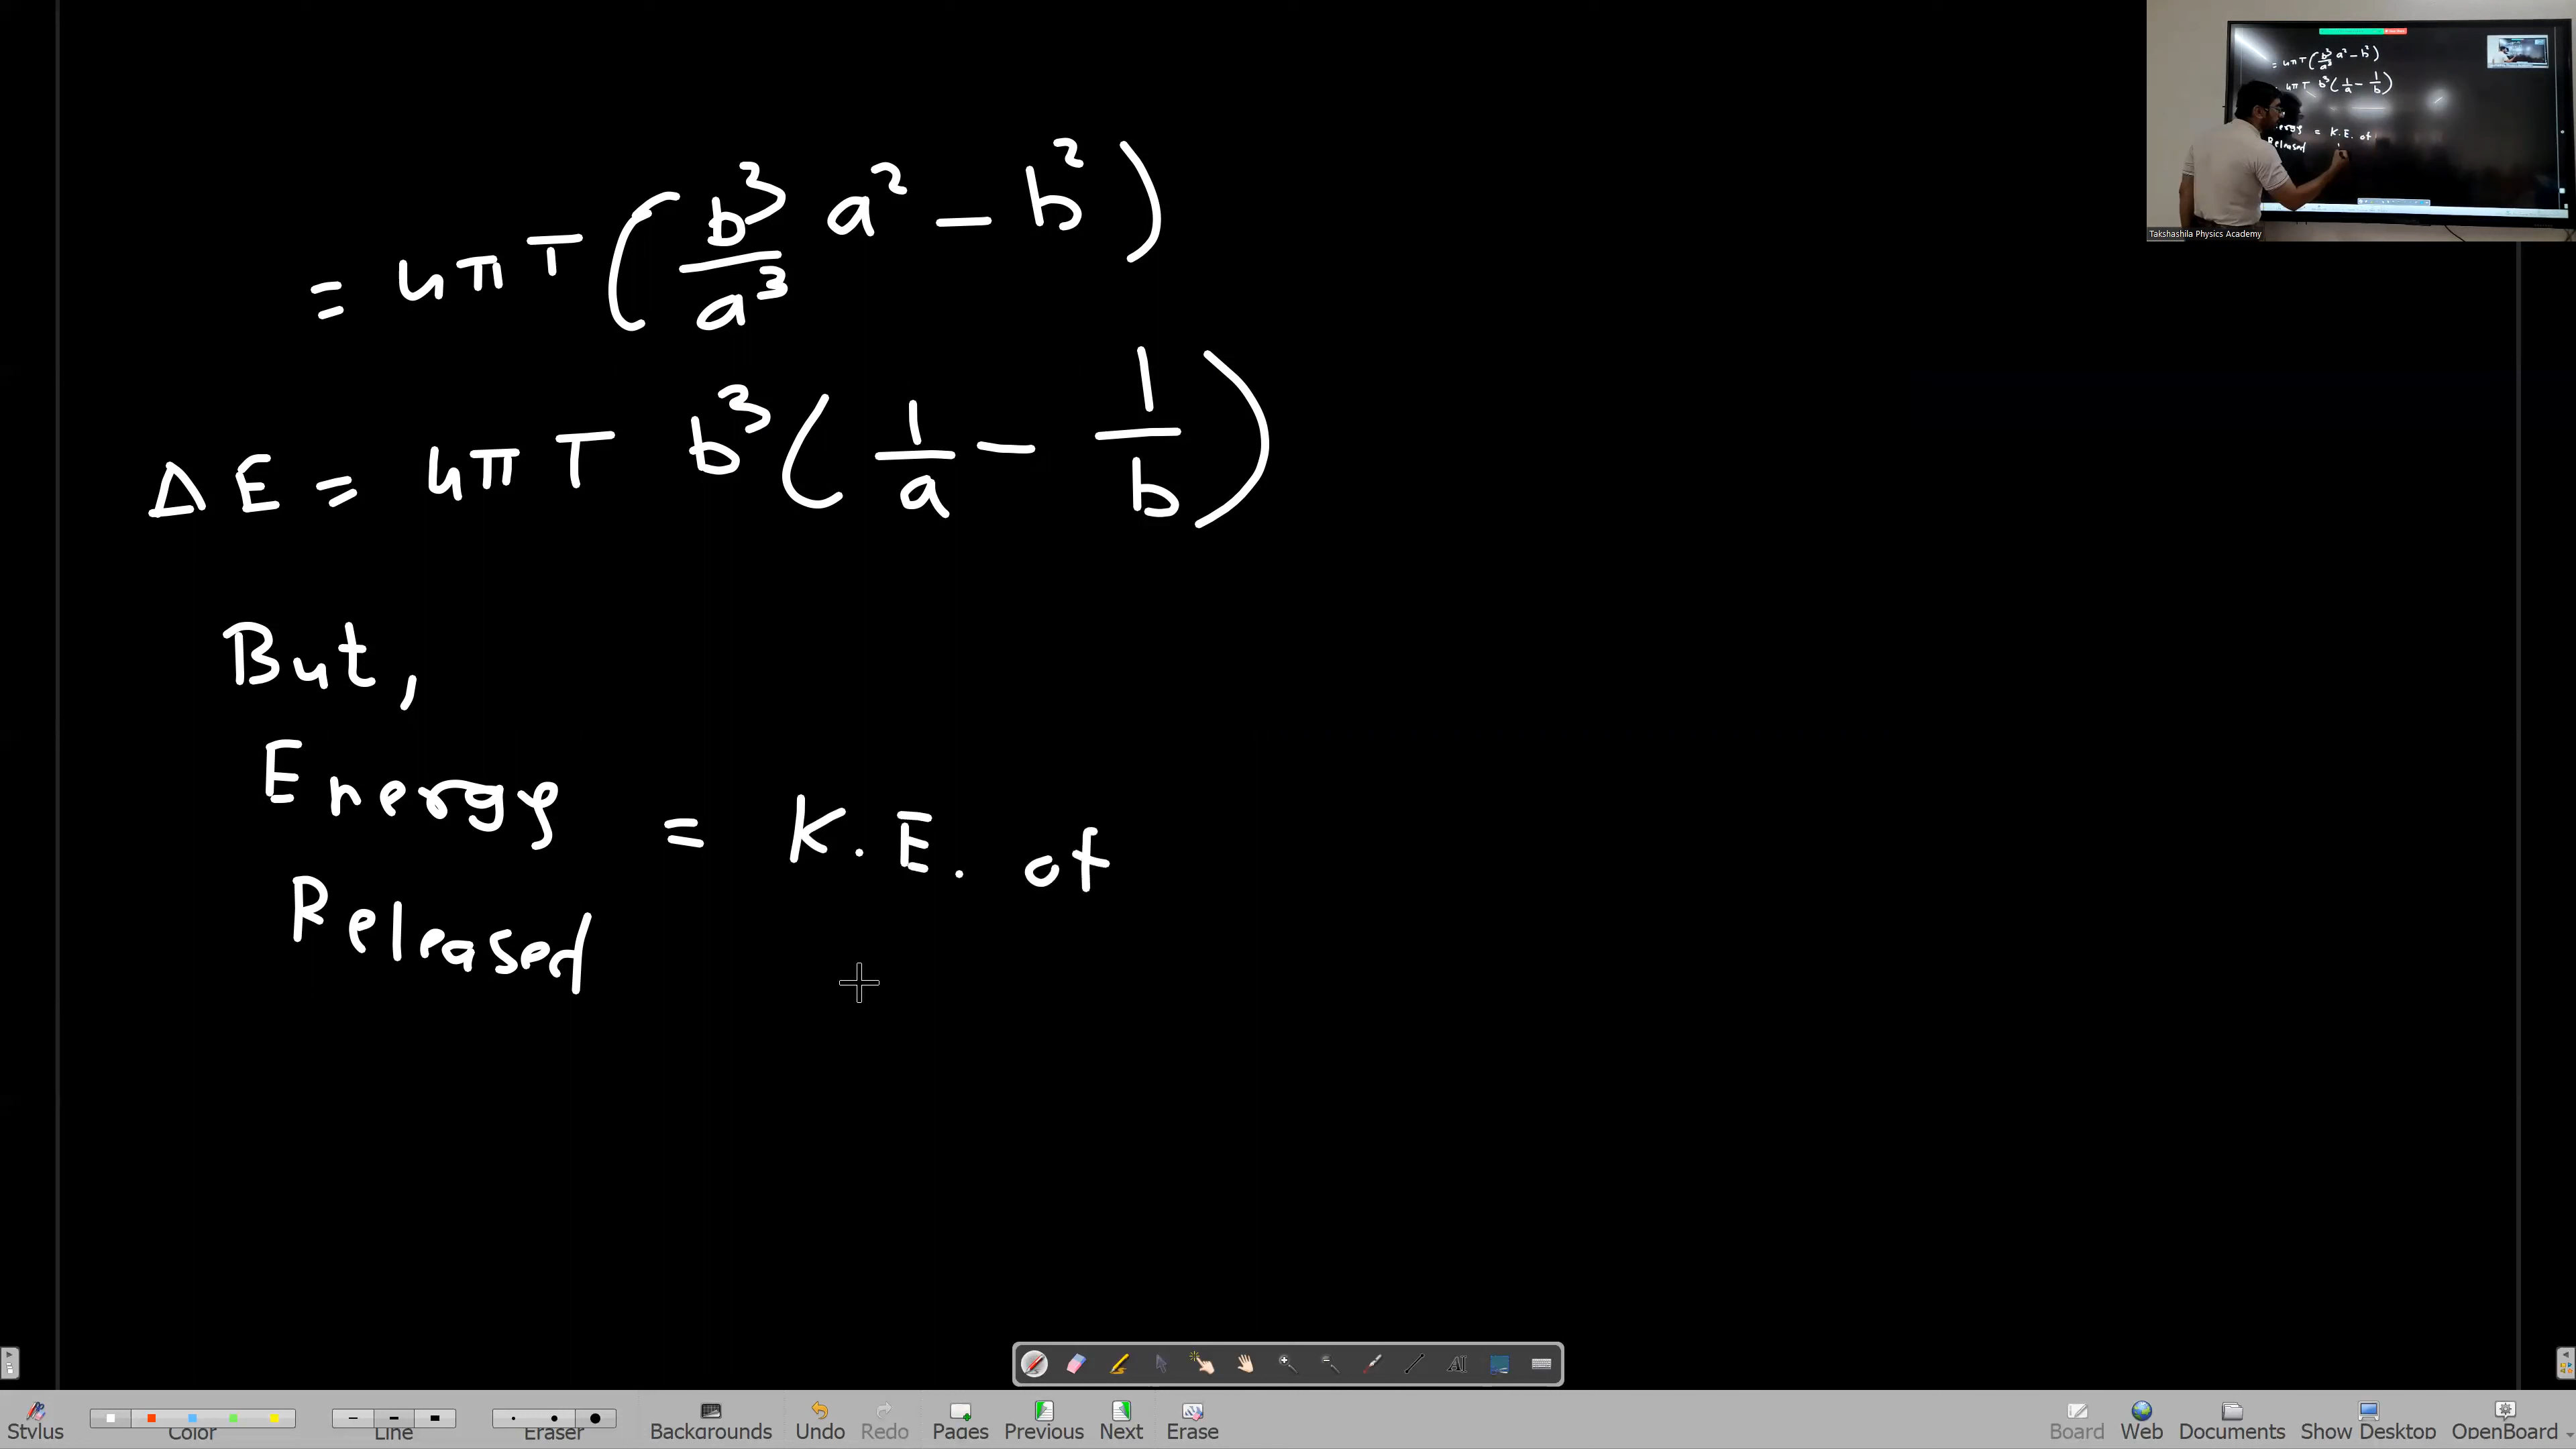 = 4πT(b³/a³ a² − b²)
ΔE = 4πT b³(1/a − 1/b)
But,
Energy = K.E. of
Released
Takshashila Physics Academy
Stylus
Color
Line
Eraser
Backgrounds
Undo
Redo
Pages
Previous
Next
Erase
Board
Web
Documents
Show Desktop
OpenBoard